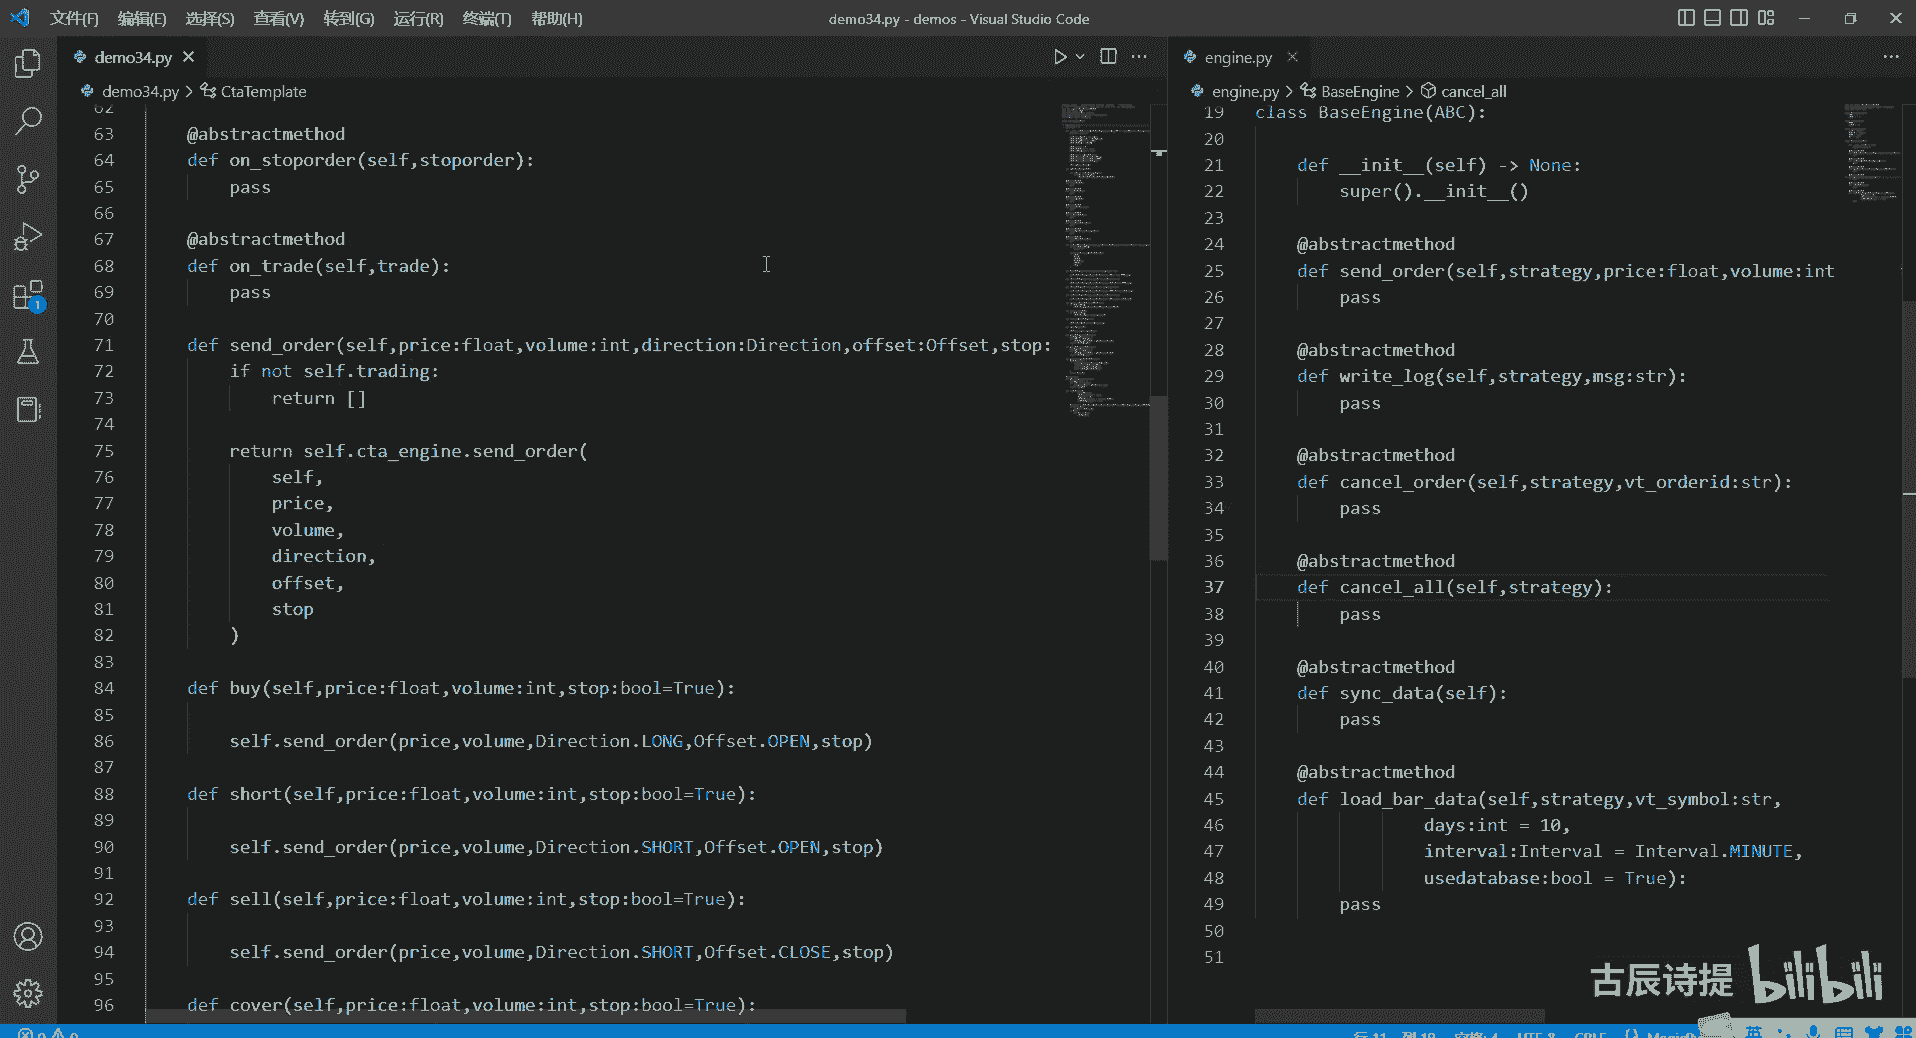 文件(F) 编辑(E) 选择(S) 查看(V) 转到(G) 运行(R) 终端(T) 帮助(H)
demo34.py - demos - Visual Studio Code
demo34.py
demo34.py > CtaTemplate
62
63 @abstractmethod
64 def on_stoporder(self,stoporder):
65 pass
66
67 @abstractmethod
68 def on_trade(self,trade):
69 pass
70
71 def send_order(self,price:float,volume:int,direction:Direction,offset:Offset,stop:
72 if not self.trading:
73 return []
74
75 return self.cta_engine.send_order(
76 self,
77 price,
78 volume,
79 direction,
80 offset,
81 stop
82 )
83
84 def buy(self,price:float,volume:int,stop:bool=True):
85
86 self.send_order(price,volume,Direction.LONG,Offset.OPEN,stop)
87
88 def short(self,price:float,volume:int,stop:bool=True):
89
90 self.send_order(price,volume,Direction.SHORT,Offset.OPEN,stop)
91
92 def sell(self,price:float,volume:int,stop:bool=True):
93
94 self.send_order(price,volume,Direction.SHORT,Offset.CLOSE,stop)
95
96 def cover(self,price:float,volume:int,stop:bool=True):
engine.py
engine.py > BaseEngine > cancel_all
19 class BaseEngine(ABC):
20
21 def __init__(self) -> None:
22 super().__init__()
23
24 @abstractmethod
25 def send_order(self,strategy,price:float,volume:int
26 pass
27
28 @abstractmethod
29 def write_log(self,strategy,msg:str):
30 pass
31
32 @abstractmethod
33 def cancel_order(self,strategy,vt_orderid:str):
34 pass
35
36 @abstractmethod
37 def cancel_all(self,strategy):
38 pass
39
40 @abstractmethod
41 def sync_data(self):
42 pass
43
44 @abstractmethod
45 def load_bar_data(self,strategy,vt_symbol:str,
46 days:int = 10,
47 interval:Interval = Interval.MINUTE,
48 usedatabase:bool = True):
49 pass
50
51
1
古辰诗提 bilibili
英